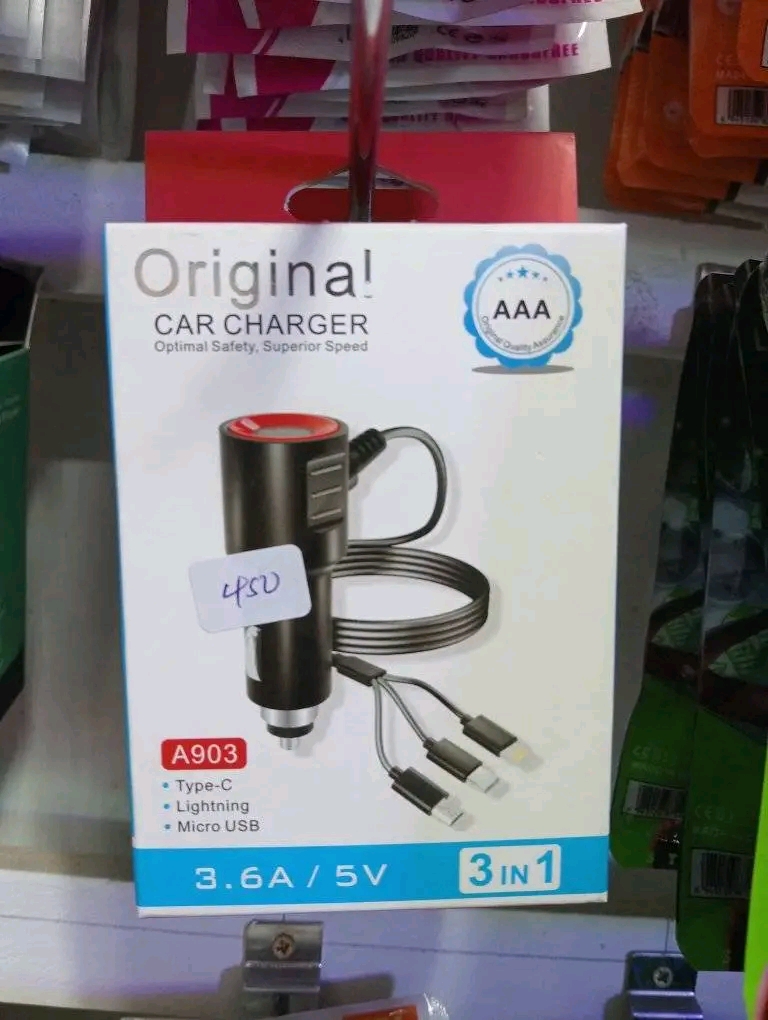 Original
CAR CHARGER
Optimal Safety, Superior Speed
AAA
Original Quality Assurance
450
A903
• Type-C
• Lightning
• Micro USB
3.6A / 5V
3 IN 1